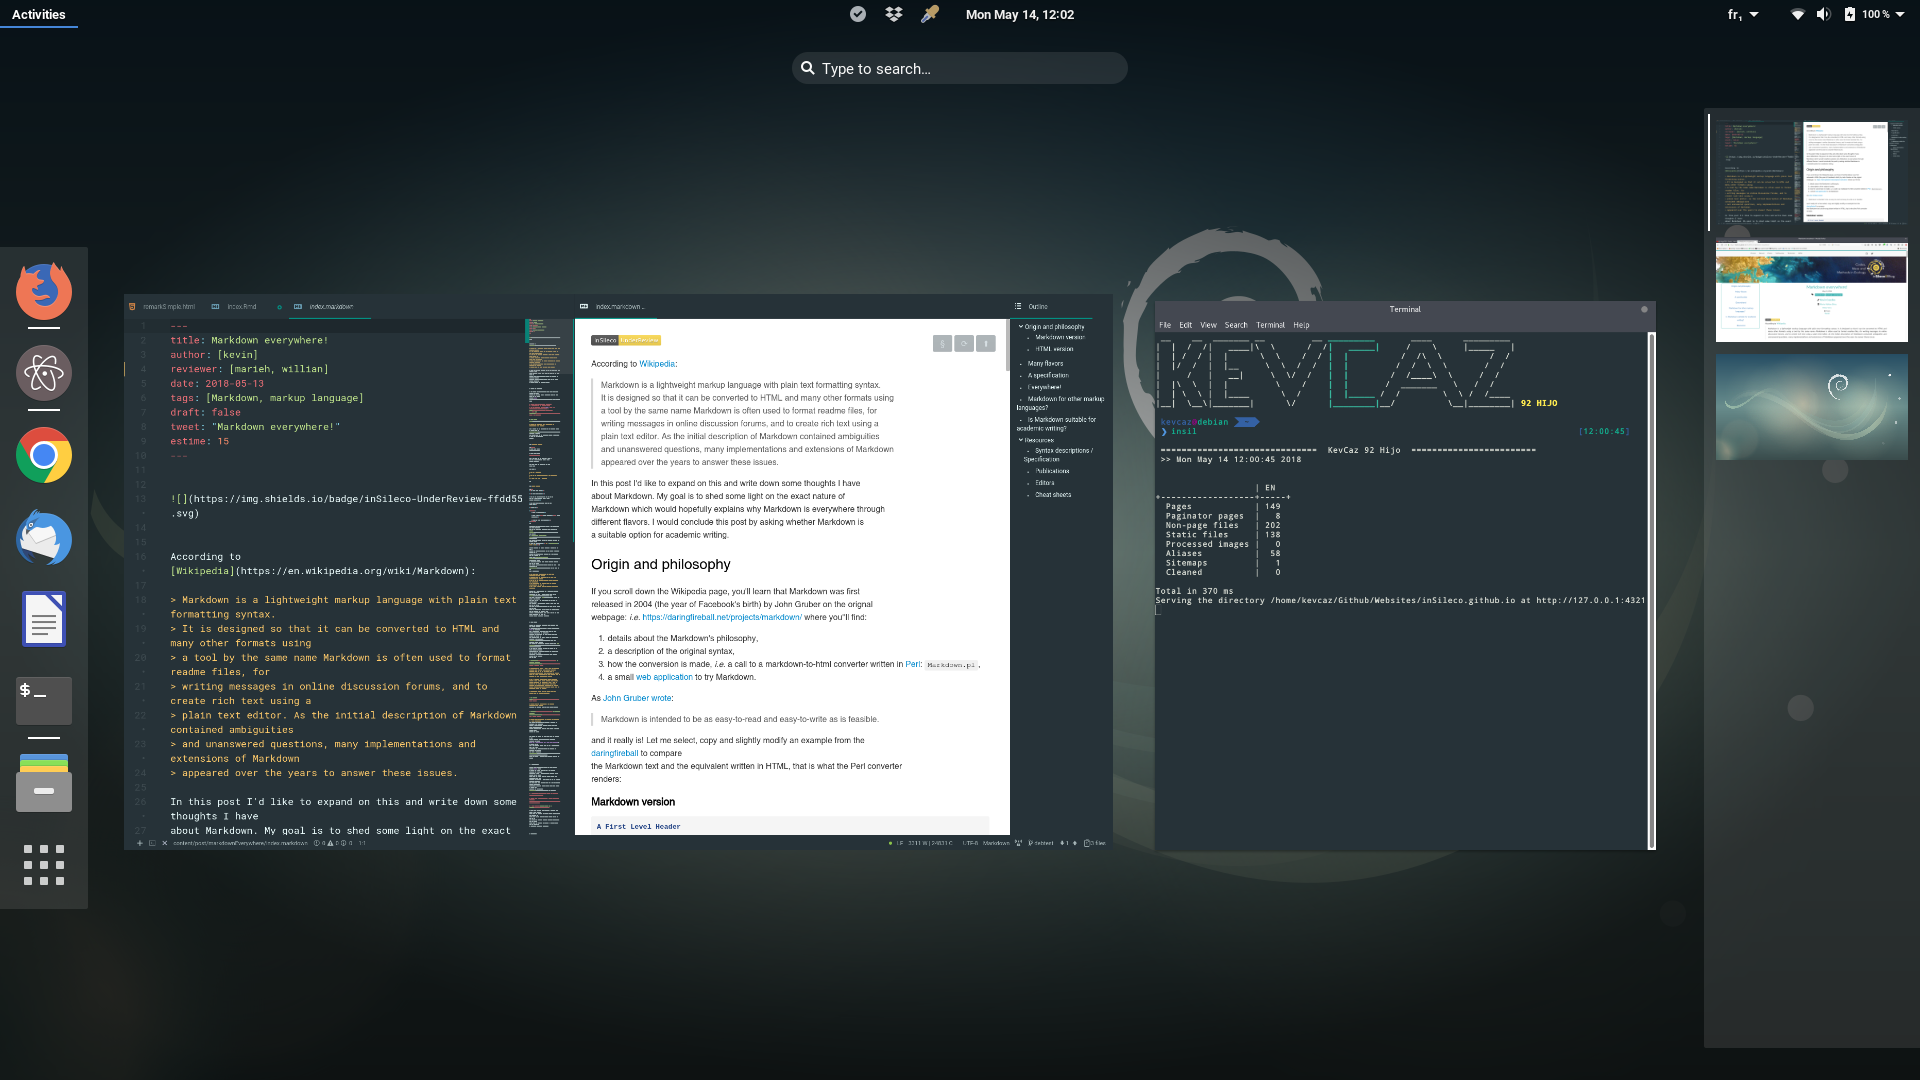 Activities
Mon May 14, 12:02
fr₁
100 %
Type to search…
remarkSimple.html
index.Rmd
index.markdown
1 ---
2 title: Markdown everywhere!
3 author: [kevin]
4 reviewer: [marieh, willian]
5 date: 2018-05-13
6 tags: [Markdown, markup language]
7 draft: false
8 tweet: "Markdown everywhere!"
9 estime: 15
10 ---
11
12
13 ![](https://img.shields.io/badge/inSileco-UnderReview-ffdd55
.svg)
14
15
16 According to
[Wikipedia](https://en.wikipedia.org/wiki/Markdown):
17
18 > Markdown is a lightweight markup language with plain text
formatting syntax.
19 > It is designed so that it can be converted to HTML and
many other formats using
20 > a tool by the same name Markdown is often used to format
readme files, for
21 > writing messages in online discussion forums, and to
create rich text using a
22 > plain text editor. As the initial description of Markdown
contained ambiguities
23 > and unanswered questions, many implementations and
extensions of Markdown
24 > appeared over the years to answer these issues.
25
26 In this post I'd like to expand on this and write down some
thoughts I have
27 about Markdown. My goal is to shed some light on the exact
content/post/markdownEverywhere/index.markdown 0 0 0 1:1
index.markdown…
inSileco UnderReview
According to Wikipedia:
Markdown is a lightweight markup language with plain text formatting syntax.
It is designed so that it can be converted to HTML and many other formats using
a tool by the same name Markdown is often used to format readme files, for
writing messages in online discussion forums, and to create rich text using a
plain text editor. As the initial description of Markdown contained ambiguities
and unanswered questions, many implementations and extensions of Markdown
appeared over the years to answer these issues.
In this post I'd like to expand on this and write down some thoughts I have
about Markdown. My goal is to shed some light on the exact nature of
Markdown which would hopefully explains why Markdown is everywhere through
different flavors. I would conclude this post by asking whether Markdown is
a suitable option for academic writing.
Origin and philosophy
If you scroll down the Wikipedia page, you'll learn that Markdown was first
released in 2004 (the year of Facebook's birth) by John Gruber on the orignal
webpage: i.e. https://daringfireball.net/projects/markdown/ where you"ll find:
1. details about the Markdown's philosophy,
2. a description of the original syntax,
3. how the conversion is made, i.e. a call to a markdown-to-html converter written in Perl: Markdown.pl ,
4. a small web application to try Markdown.
As John Gruber wrote:
Markdown is intended to be as easy-to-read and easy-to-write as is feasible.
and it really is! Let me select, copy and slightly modify an example from the
daringfireball to compare
the Markdown text and the equivalent written in HTML, that is what the Perl converter
renders:
Markdown version
A First Level Header
Outline
Origin and philosophy
Markdown version
HTML version
Many flavors
A specification
Everywhere!
Markdown for other markup
languages?
Is Markdown suitable for
academic writing?
Resources
Syntax descriptions /
Specification
Publications
Editors
Cheat sheets
LF 3311 W | 24831 C UTF-8 Markdown debtest 1 3 files
Terminal
File Edit View Search Terminal Help
KEVCAZ 92 HIJO
kevcaz@debian ~
❯ insil [12:00:45]
============================= KevCaz 92 Hijo =======================
>> Mon May 14 12:00:45 2018
| EN
+------------------+-----+
Pages | 149
Paginator pages | 8
Non-page files | 202
Static files | 138
Processed images | 0
Aliases | 58
Sitemaps | 1
Cleaned | 0
Total in 370 ms
Serving the directory /home/kevcaz/Github/Websites/inSileco.github.io at http://127.0.0.1:4321
$_